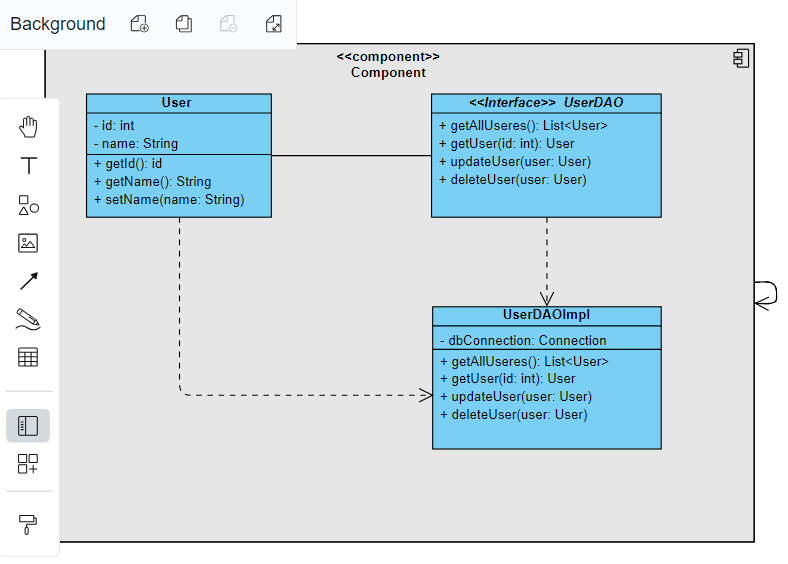 Background
<<component>>
Component
User
- id: int
- name: String
+ getId(): id
+ getName(): String
+ setName(name: String)
<<Interface>> UserDAO
+ getAllUseres(): List<User>
+ getUser(id: int): User
+ updateUser(user: User)
+ deleteUser(user: User)
T
UserDAOImpl
- dbConnection: Connection
+ getAllUseres(): List<User>
+ getUser(id: int): User
+ updateUser(user: User)
+ deleteUser(user: User)